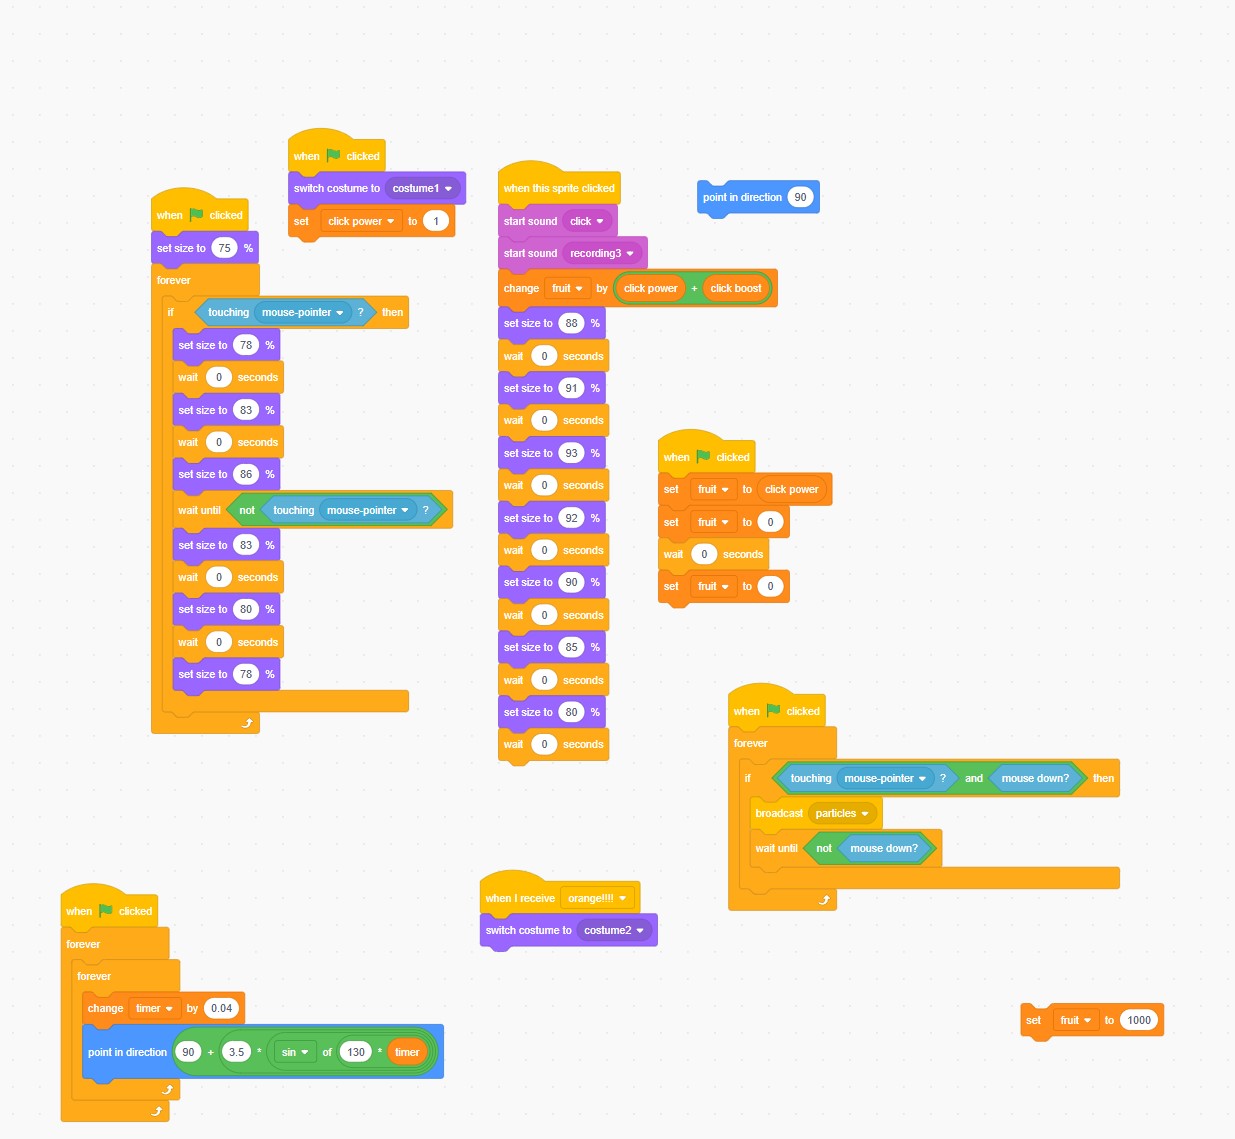 when clicked
switch costume to costume1
set click power to 1
when clicked
set size to 75 %
forever
if touching mouse-pointer ? then
set size to 78 %
wait 0 seconds
set size to 83 %
wait 0 seconds
set size to 86 %
wait until not touching mouse-pointer ?
set size to 83 %
wait 0 seconds
set size to 80 %
wait 0 seconds
set size to 78 %
when this sprite clicked
start sound click
start sound recording3
change fruit by click power + click boost
set size to 88 %
wait 0 seconds
set size to 91 %
wait 0 seconds
set size to 93 %
wait 0 seconds
set size to 92 %
wait 0 seconds
set size to 90 %
wait 0 seconds
set size to 85 %
wait 0 seconds
set size to 80 %
wait 0 seconds
point in direction 90
when clicked
set fruit to click power
set fruit to 0
wait 0 seconds
set fruit to 0
when clicked
forever
if touching mouse-pointer ? and mouse down? then
broadcast particles
wait until not mouse down?
when clicked
forever
forever
change timer by 0.04
point in direction 90 + 3.5 * sin of 130 * timer
when I receive orange!!!!
switch costume to costume2
set fruit to 1000